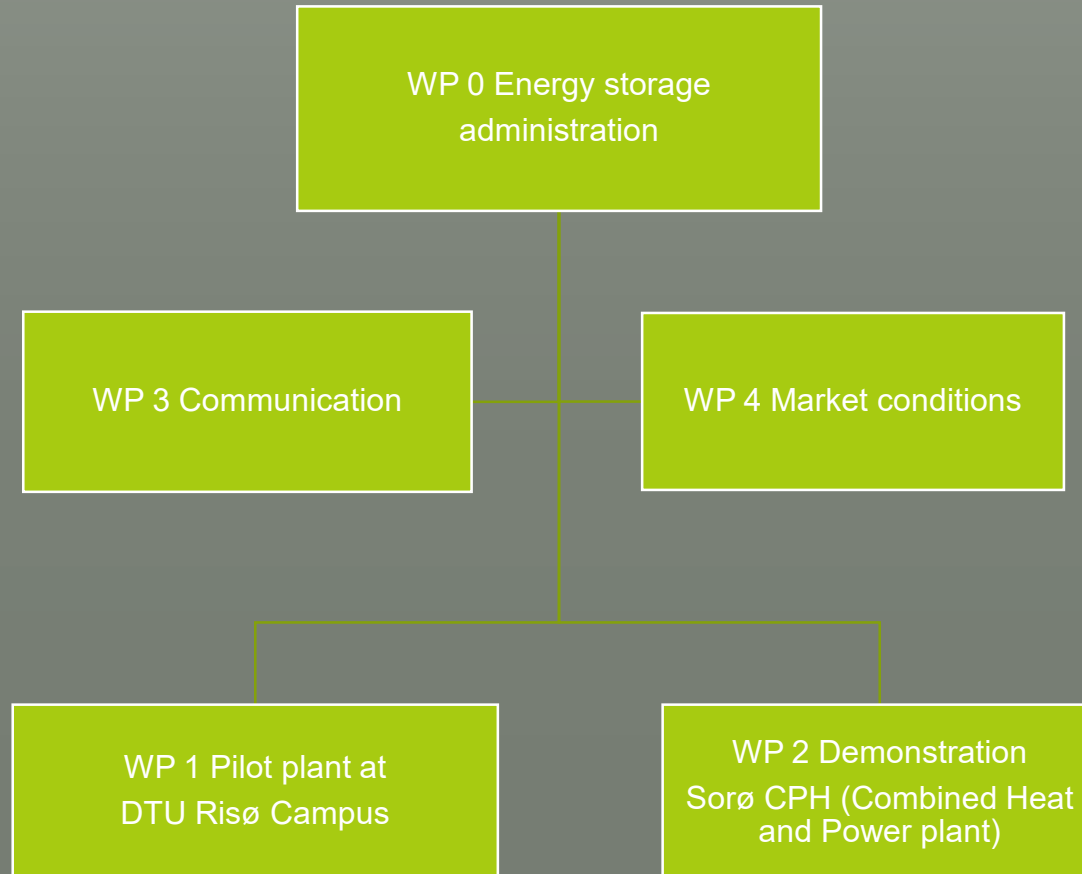 WP 0 Energy storage
administration
WP 3 Communication
WP 4 Market conditions
WP 1 Pilot plant at
DTU Risø Campus
WP 2 Demonstration
Sorø CPH (Combined Heat
and Power plant)